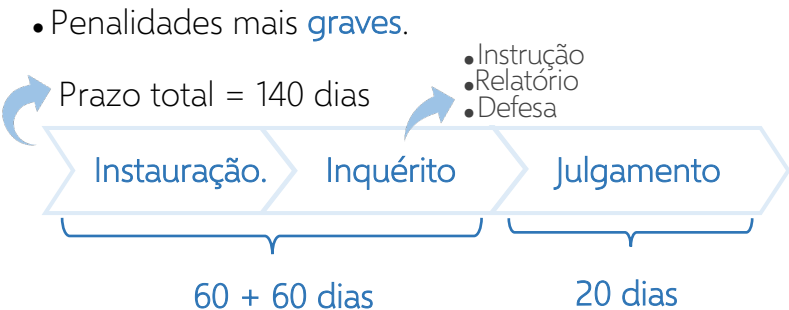 • Penalidades mais graves.
• Instrução
• Relatório
• Defesa
Prazo total = 140 dias
Instauração.
Inquérito
Julgamento
60 + 60 dias
20 dias